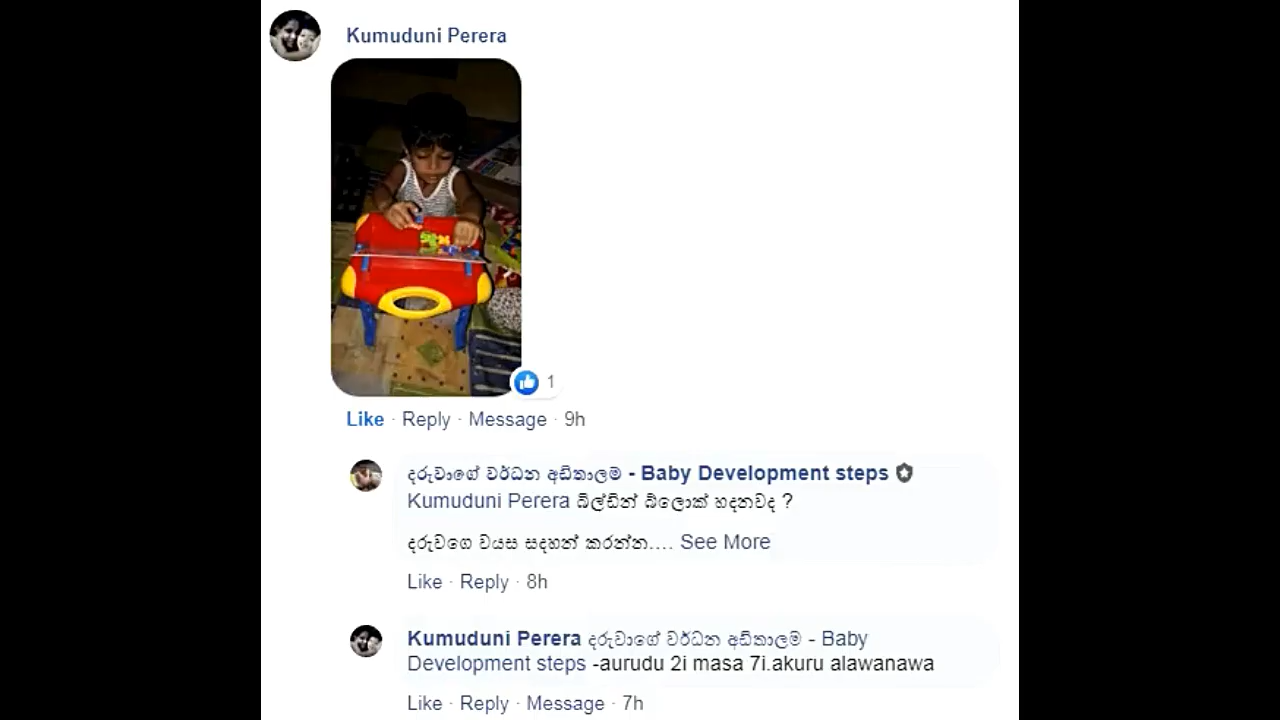 Kumuduni Perera
1
Like · Reply · Message · 9h
දරුවාගේ වර්ධන අඩිතාලම - Baby Development steps
Kumuduni Perera බිල්ඩින් බ්ලොක් හදනවද ?
දරුවගෙ වයස සදහන් කරන්න.... See More
Like · Reply · 8h
Kumuduni Perera දරුවාගේ වර්ධන අඩිතාලම - Baby
Development steps -aurudu 2i masa 7i.akuru alawanawa
Like · Reply · Message · 7h